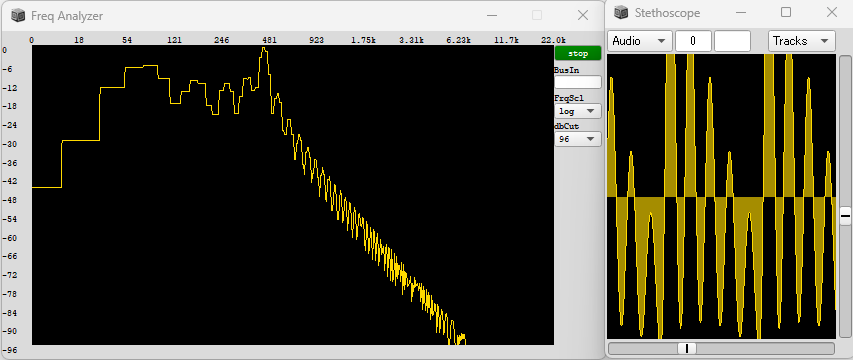 Freq Analyzer
0 18 54 121 246 481 923 1.75k 3.31k 6.23k 11.7k 22.0k
0
-6
-12
-18
-24
-30
-36
-42
-48
-54
-60
-66
-72
-78
-84
-90
-96
stop
BusIn
FrqScl
log
dbCut
96
Stethoscope
Audio 0 Tracks